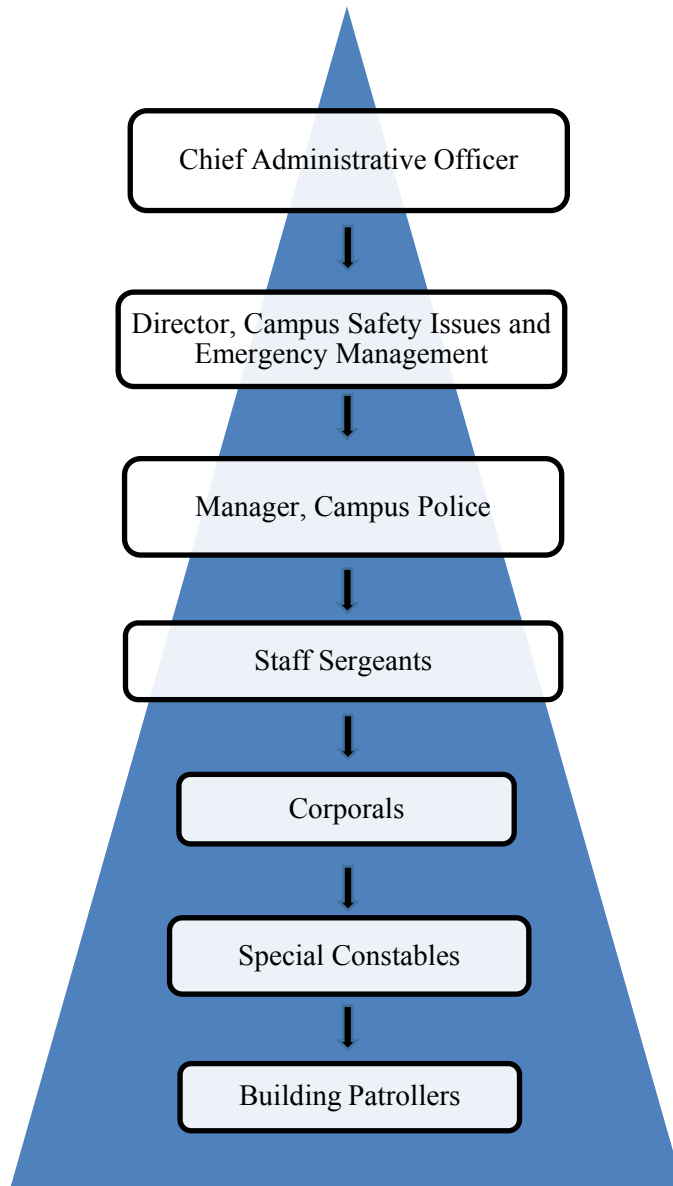 Chief Administrative Officer
Director, Campus Safety Issues and
Emergency Management
Manager, Campus Police
Staff Sergeants
Corporals
Special Constables
Building Patrollers